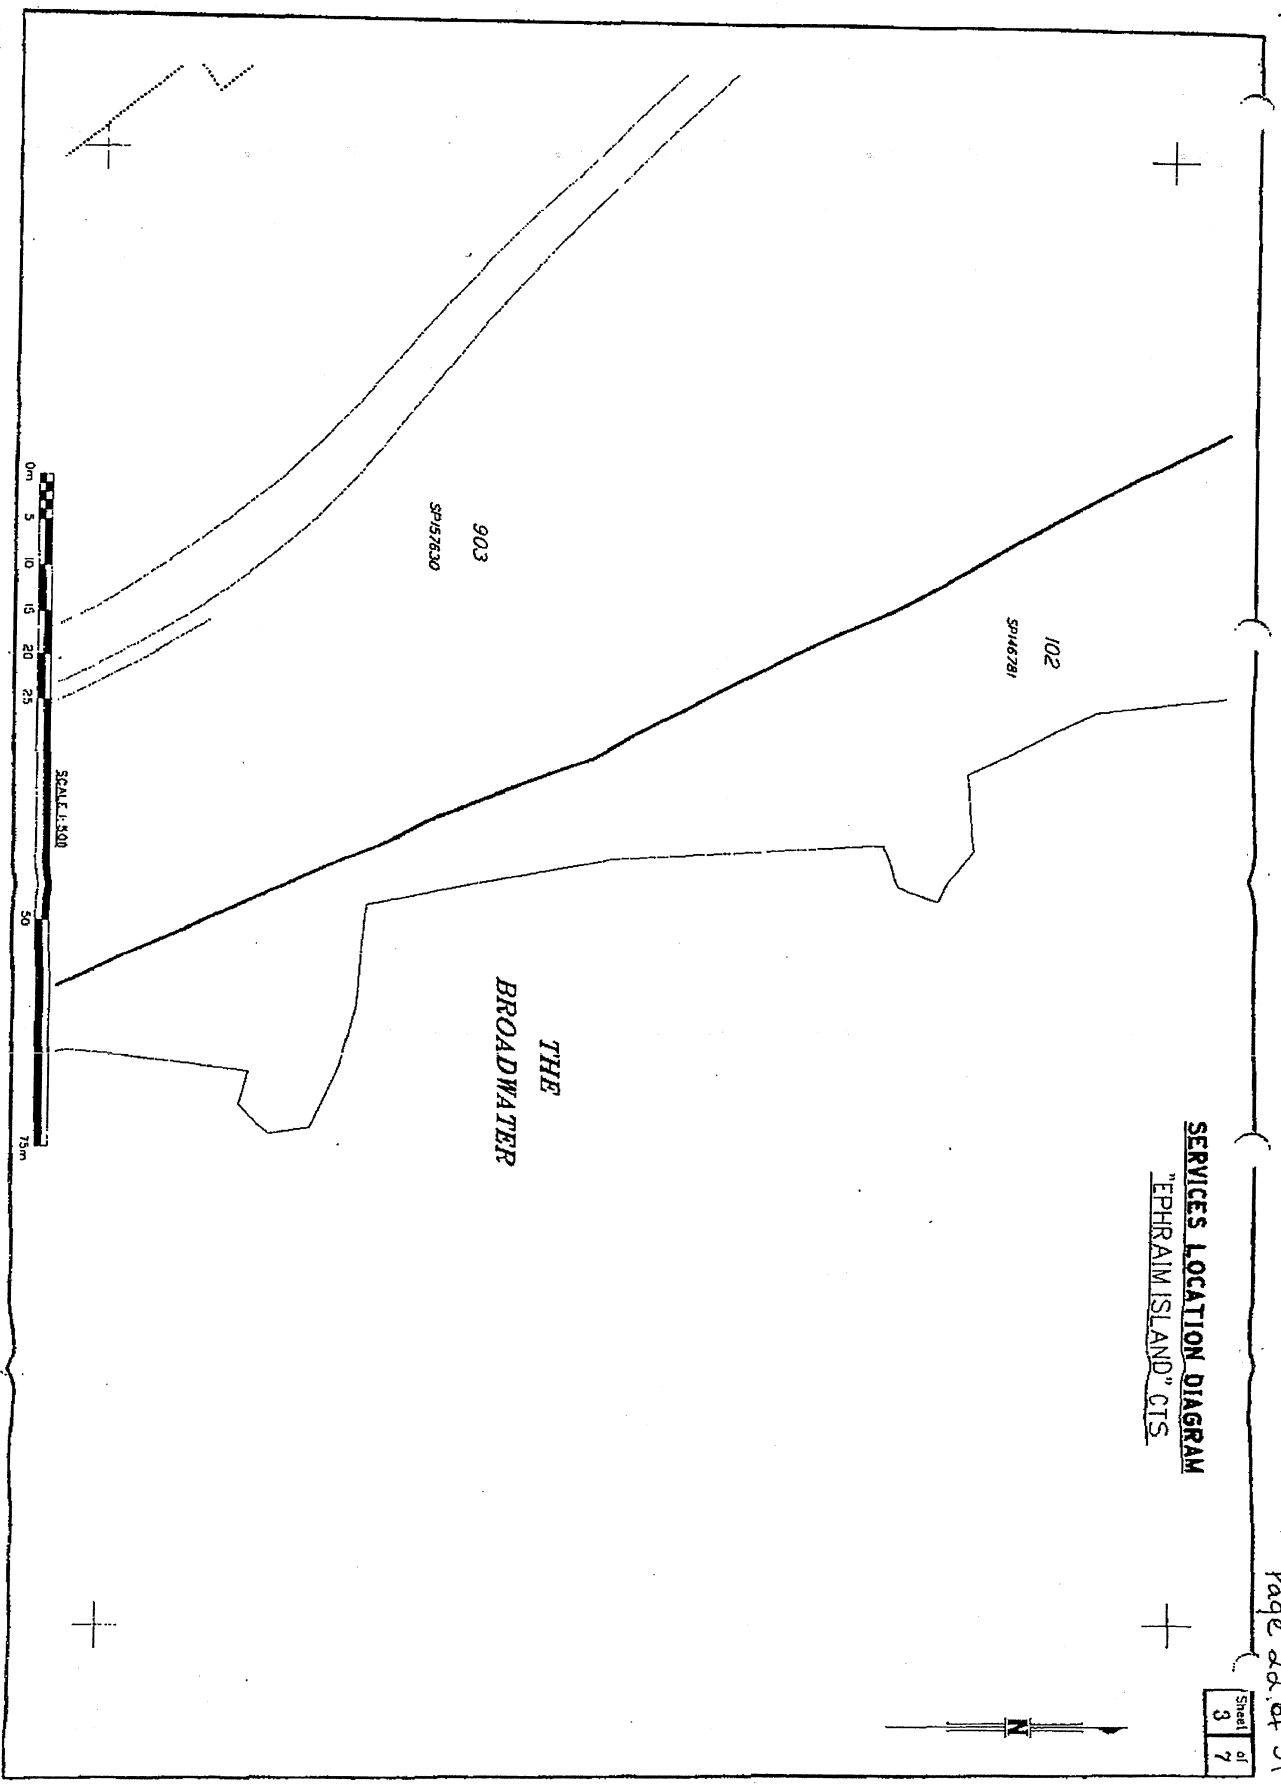 SERVICES LOCATION DIAGRAM
"EPHRAIM ISLAND" CTS
Sheet of
3 7
102
SP146781
903
SP157630
THE
BROADWATER
N
SCALE 1:500
0m 5 10 15 20 25 50 75m